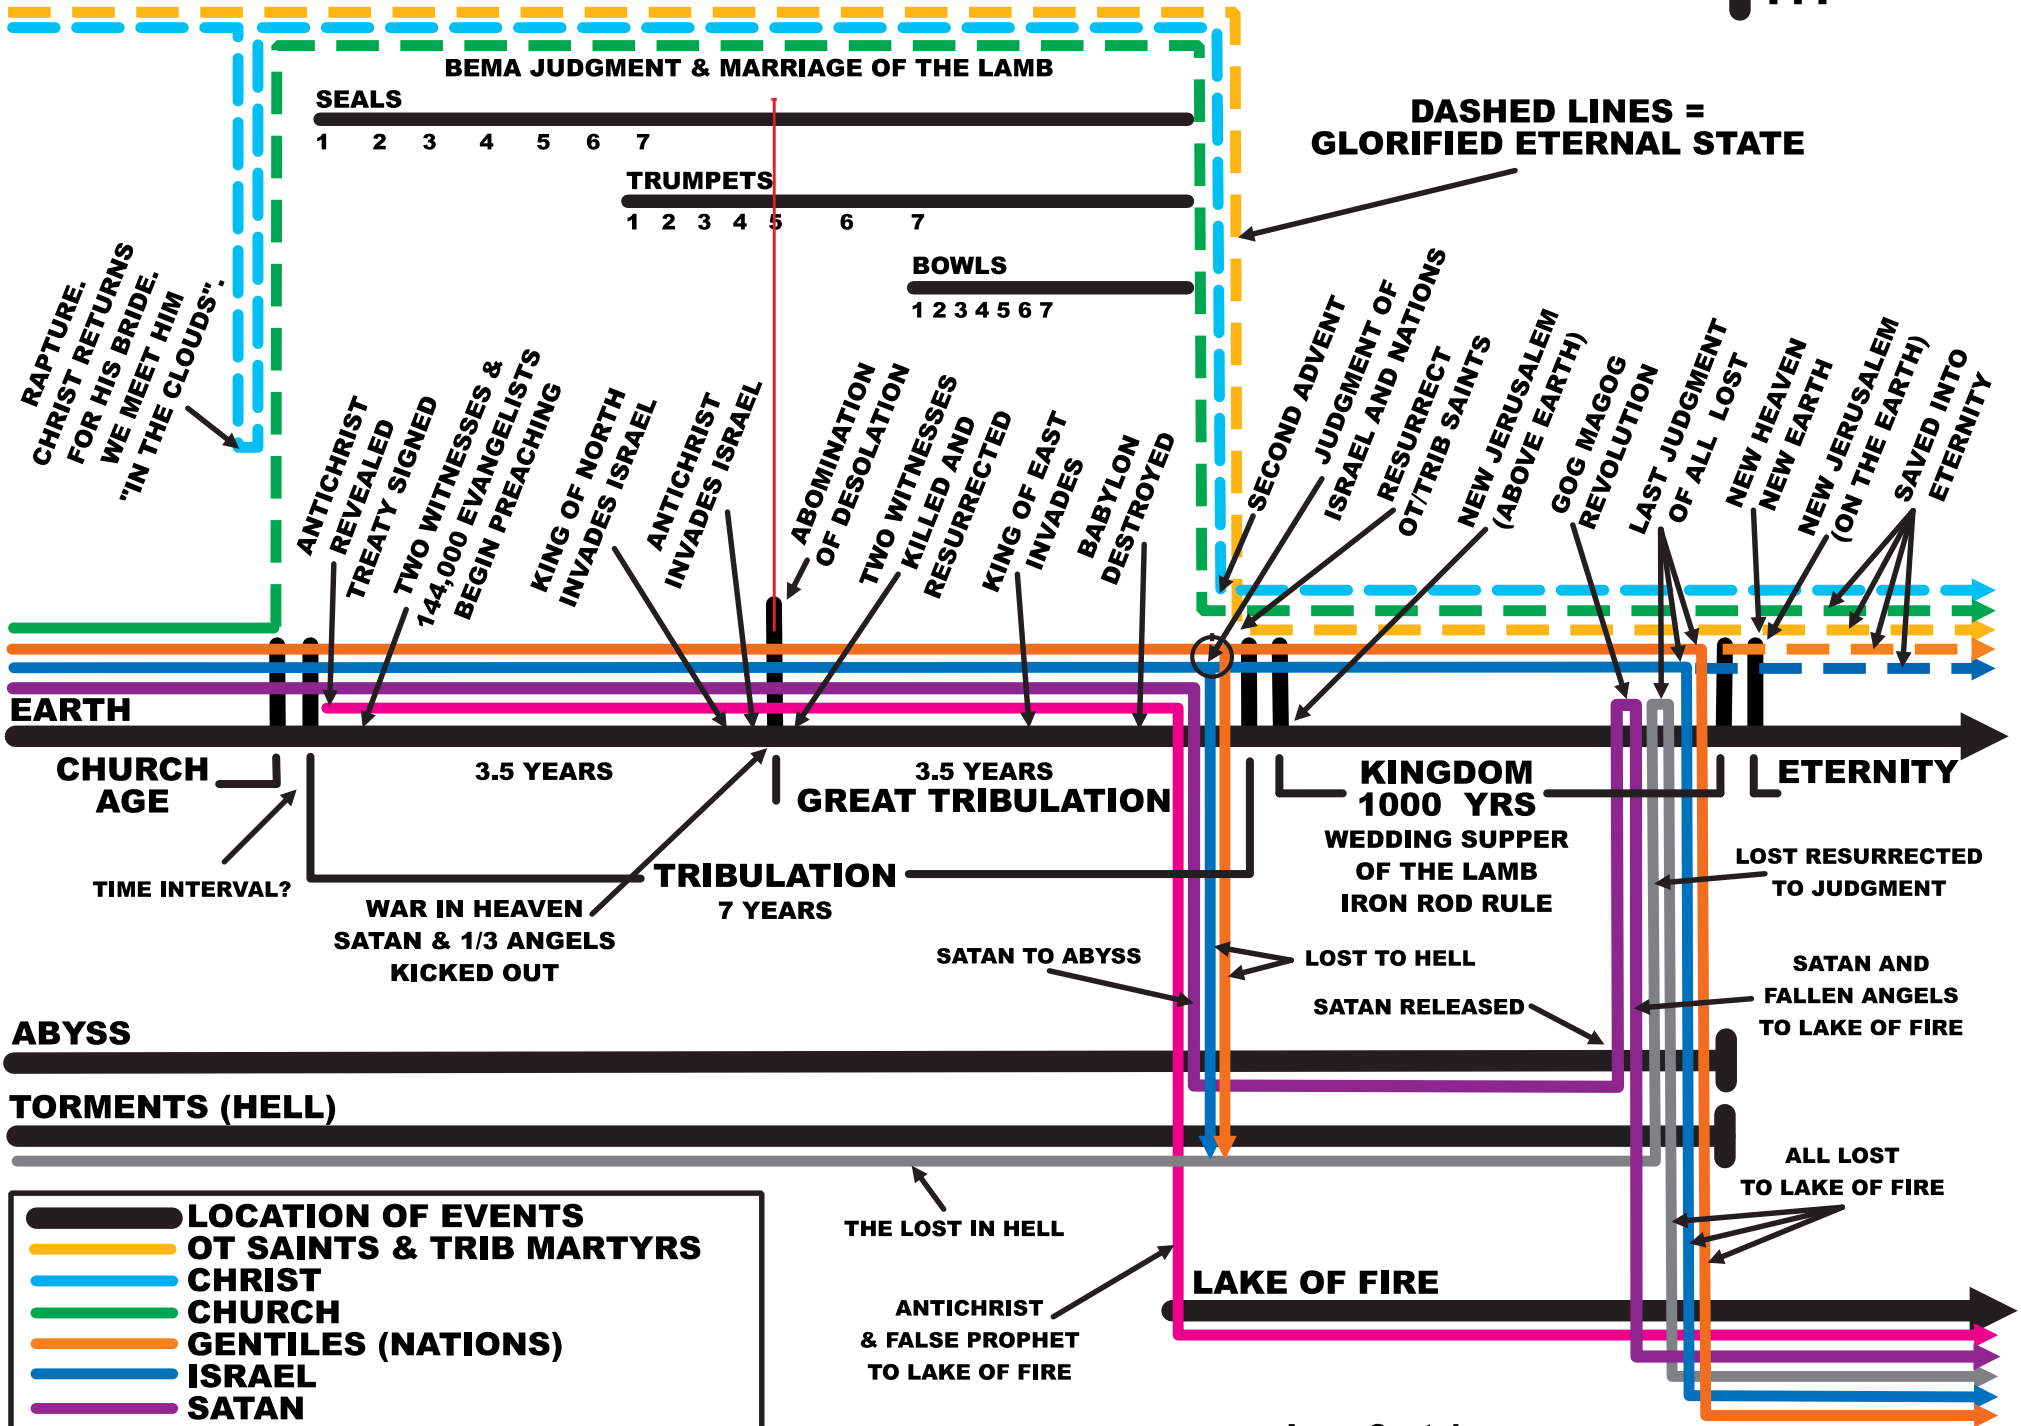 BEMA JUDGMENT & MARRIAGE OF THE LAMB
SEALS
1 2 3 4 5 6 7
TRUMPETS
1 2 3 4 5 6 7
BOWLS
1 2 3 4 5 6 7
DASHED LINES =
GLORIFIED ETERNAL STATE
RAPTURE.
CHRIST RETURNS
FOR HIS BRIDE.
WE MEET HIM
"IN THE CLOUDS".
ANTICHRIST
REVEALED
TREATY SIGNED
TWO WITNESSES &
144,000 EVANGELISTS
BEGIN PREACHING
KING OF NORTH
INVADES ISRAEL
ANTICHRIST
INVADES ISRAEL
ABOMINATION
OF DESOLATION
TWO WITNESSES
KILLED AND
RESURRECTED
KING OF EAST
INVADES
BABYLON
DESTROYED
SECOND ADVENT
JUDGMENT OF
ISRAEL AND NATIONS
RESURRECT
OT/TRIB SAINTS
NEW JERUSALEM
(ABOVE EARTH)
GOG MAGOG
REVOLUTION
LAST JUDGMENT
OF ALL LOST
NEW HEAVEN
NEW EARTH
NEW JERUSALEM
(ON THE EARTH)
SAVED INTO
ETERNITY
EARTH
CHURCH
AGE
3.5 YEARS
3.5 YEARS
GREAT TRIBULATION
KINGDOM
1000 YRS
WEDDING SUPPER
OF THE LAMB
IRON ROD RULE
ETERNITY
TIME INTERVAL?
TRIBULATION
7 YEARS
WAR IN HEAVEN
SATAN & 1/3 ANGELS
KICKED OUT
LOST RESURRECTED
TO JUDGMENT
SATAN TO ABYSS
LOST TO HELL
SATAN RELEASED
SATAN AND
FALLEN ANGELS
TO LAKE OF FIRE
ABYSS
TORMENTS (HELL)
THE LOST IN HELL
ALL LOST
TO LAKE OF FIRE
LAKE OF FIRE
ANTICHRIST
& FALSE PROPHET
TO LAKE OF FIRE
LOCATION OF EVENTS
OT SAINTS & TRIB MARTYRS
CHRIST
CHURCH
GENTILES (NATIONS)
ISRAEL
SATAN